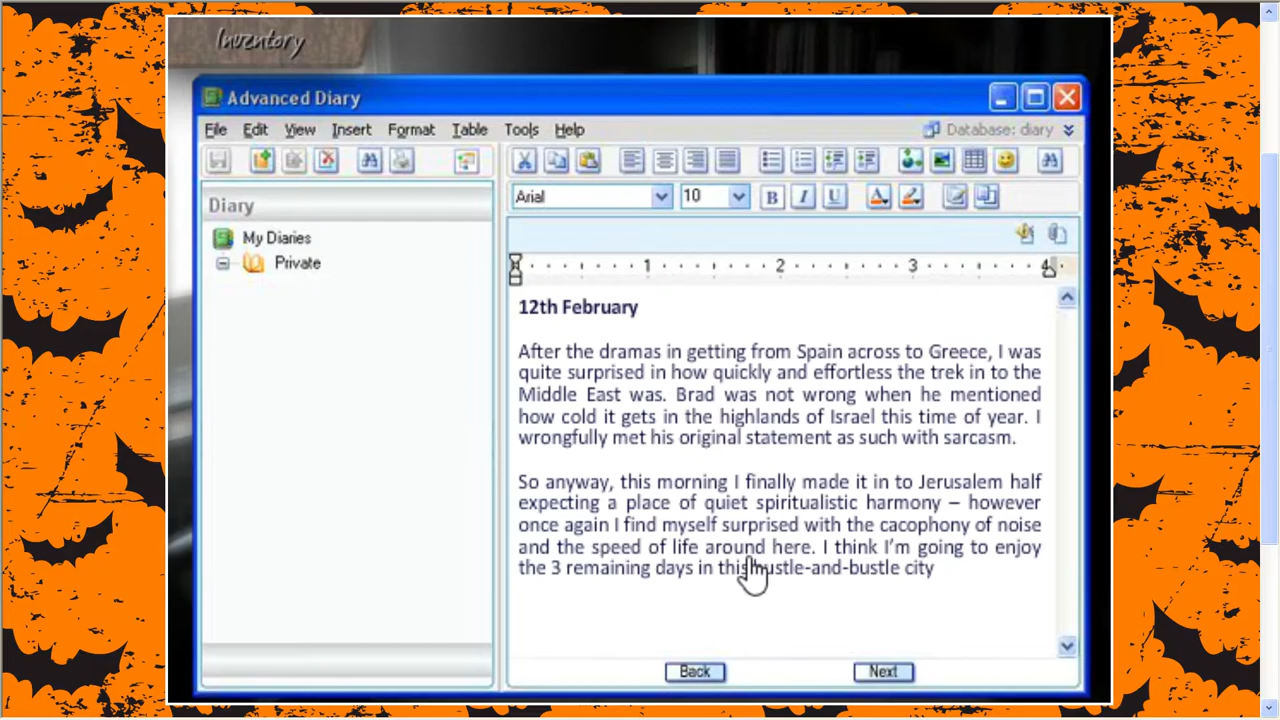 Inventory
Advanced Diary
File Edit View Insert Format Table Tools Help Database: diary
Arial 10 B I U A
Diary
My Diaries
Private
1 2 3 4
12th February
After the dramas in getting from Spain across to Greece, I was
quite surprised in how quickly and effortless the trek in to the
Middle East was. Brad was not wrong when he mentioned
how cold it gets in the highlands of Israel this time of year. I
wrongfully met his original statement as such with sarcasm.
So anyway, this morning I finally made it in to Jerusalem half
expecting a place of quiet spiritualistic harmony – however
once again I find myself surprised with the cacophony of noise
and the speed of life around here. I think I'm going to enjoy
the 3 remaining days in this hustle-and-bustle city
Back Next